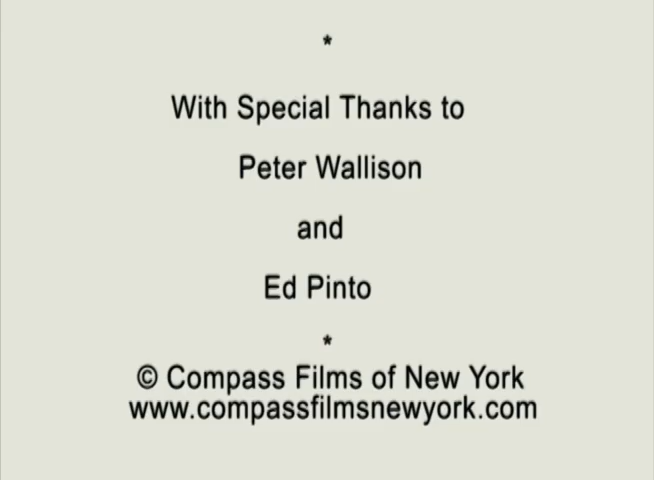 *
With Special Thanks to
Peter Wallison
and
Ed Pinto
*
© Compass Films of New York
www.compassfilmsnewyork.com